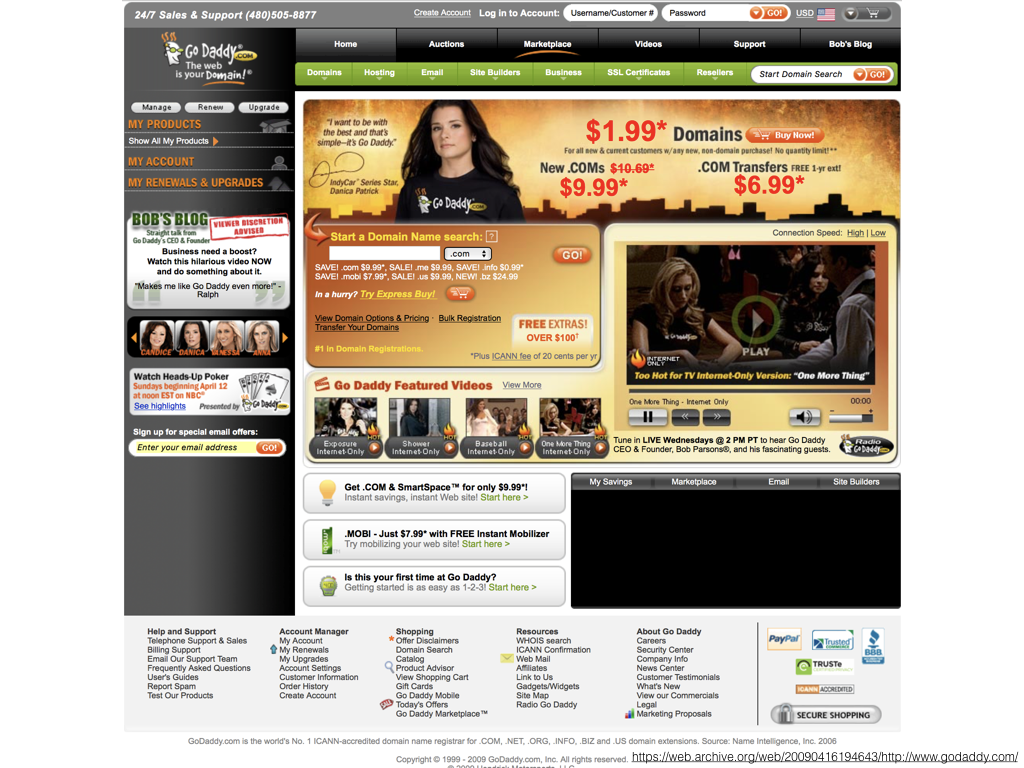 24/7 Sales & Support (480)505-8877
Create Account
Log in to Account:
Username/Customer #
Password
GO!
USD
Go Daddy.COM
The web
is your Domain!®
Home
Auctions
Marketplace
Videos
Support
Bob's Blog
Domains
Hosting
Email
Site Builders
Business
SSL Certificates
Resellers
Start Domain Search
GO!
Manage
Renew
Upgrade
MY PRODUCTS
Show All My Products
MY ACCOUNT
MY RENEWALS & UPGRADES
BOB'S BLOG
VIEWER DISCRETION
ADVISED
Straight talk from
Go Daddy's CEO & Founder
Business need a boost?
Watch this hilarious video NOW
and do something about it.
"Makes me like Go Daddy even more!" -
Ralph
CANDICE
DANICA
VANESSA
ANNA
Watch Heads-Up Poker
Sundays beginning April 12
at noon EST on NBC®
See highlights
Presented by
Go Daddy.COM
Sign up for special email offers:
Enter your email address
GO!
"I want to be with
the best and that's
simple–it's Go Daddy."
IndyCar® Series Star,
Danica Patrick
Go Daddy.COM
$1.99*
Domains
Buy Now!
For all new & current customers w/any new, non-domain purchase! No quantity limit!**
New .COMs $10.69*
$9.99*
.COM Transfers FREE 1-yr ext!
$6.99*
Start a Domain Name search: ?
.com
GO!
SAVE! .com $9.99*, SALE! .me $9.99, SAVE! .info $0.99*
SAVE! .mobi $7.99*, SALE! .us $9.99, NEW! .bz $24.99
In a hurry? Try Express Buy!
View Domain Options & Pricing · Bulk Registration
Transfer Your Domains
FREE EXTRAS!
OVER $100†
#1 in Domain Registrations.
*Plus ICANN fee of 20 cents per yr
Go Daddy Featured Videos
View More
Exposure
Internet-Only
HOT
Shower
Internet-Only
HOT
Baseball
Internet-Only
HOT
One More Thing
Internet-Only
HOT
Connection Speed: High | Low
PLAY
INTERNET
ONLY
Too Hot for TV Internet-Only Version: "One More Thing"
One More Thing - Internet Only
00:00
Tune in LIVE Wednesdays @ 2 PM PT to hear Go Daddy
CEO & Founder, Bob Parsons®, and his fascinating guests.
Radio
Go Daddy
Get .COM & SmartSpace™ for only $9.99*!
Instant savings, instant Web site! Start here >
.mobi
.MOBI - Just $7.99* with FREE Instant Mobilizer
Try mobilizing your web site! Start here >
Is this your first time at Go Daddy?
Getting started is as easy as 1-2-3! Start here >
My Savings
Marketplace
Email
Site Builders
Help and Support
Telephone Support & Sales
Billing Support
Email Our Support Team
Frequently Asked Questions
User's Guides
Report Spam
Test Our Products
Account Manager
My Account
My Renewals
My Upgrades
Account Settings
Customer Information
Order History
Create Account
Shopping
Offer Disclaimers
Domain Search
Catalog
Product Advisor
View Shopping Cart
Gift Cards
Go Daddy Mobile
Today's Offers
Go Daddy Marketplace™
Resources
WHOIS search
ICANN Confirmation
Web Mail
Affiliates
Link to Us
Gadgets/Widgets
Site Map
Radio Go Daddy
About Go Daddy
Careers
Security Center
Company Info
News Center
Customer Testimonials
What's New
View our Commercials
Legal
Marketing Proposals
PayPal
Trusted
BBB
TRUSTe
ICANN ACCREDITED
SECURE SHOPPING
GoDaddy.com is the world's No. 1 ICANN-accredited domain name registrar for .COM, .NET, .ORG, .INFO, .BIZ and .US domain extensions. Source: Name Intelligence, Inc. 2006
Copyright © 1999 - 2009 GoDaddy.com, Inc. All rights reserved.
https://web.archive.org/web/20090416194643/http://www.godaddy.com/